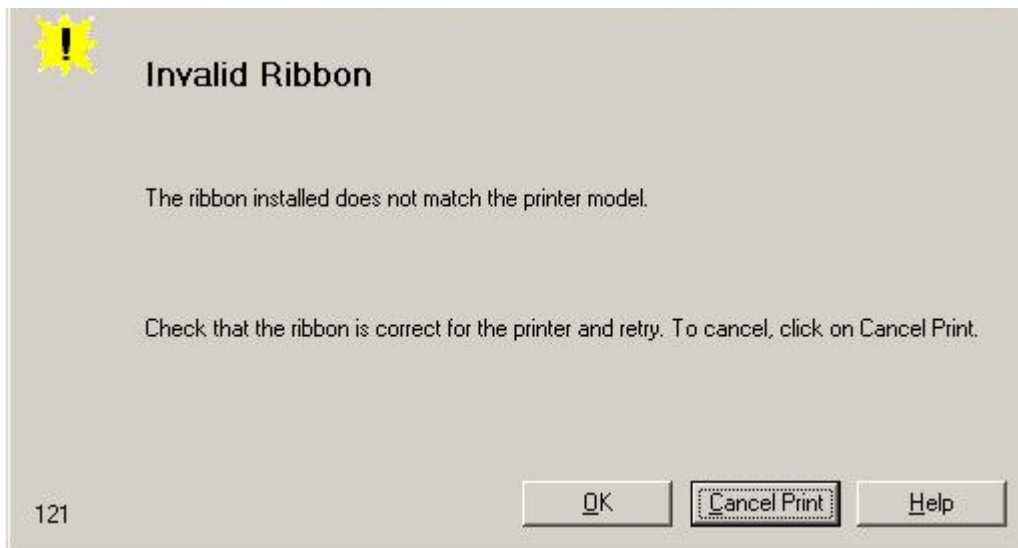 !
Invalid Ribbon
The ribbon installed does not match the printer model.
Check that the ribbon is correct for the printer and retry. To cancel, click on Cancel Print.
121 OK Cancel Print Help